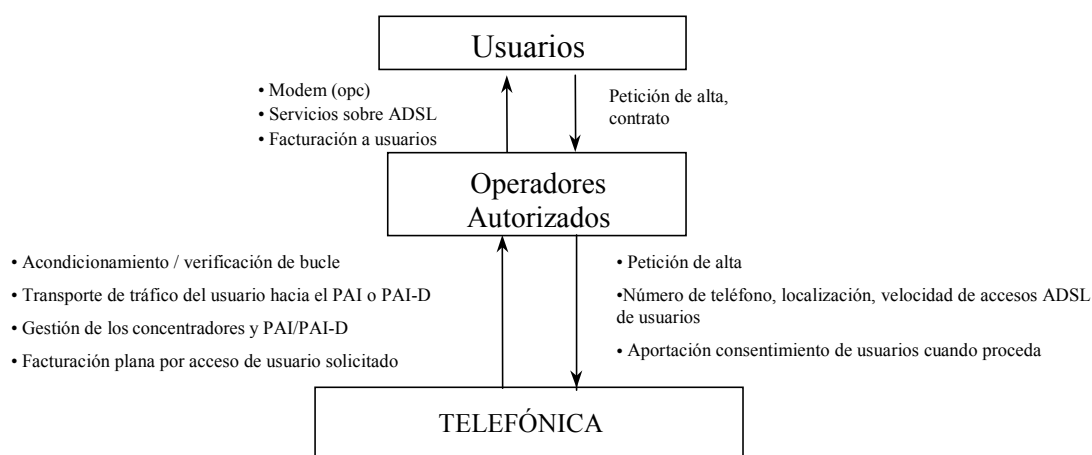 Usuarios
• Modem (opc)
• Servicios sobre ADSL
• Facturación a usuarios
Petición de alta,
contrato
Operadores
Autorizados
• Acondicionamiento / verificación de bucle
• Transporte de tráfico del usuario hacia el PAI o PAI-D
• Gestión de los concentradores y PAI/PAI-D
• Facturación plana por acceso de usuario solicitado
• Petición de alta
•Número de teléfono, localización, velocidad de accesos ADSL
de usuarios
• Aportación consentimiento de usuarios cuando proceda
TELEFÓNICA